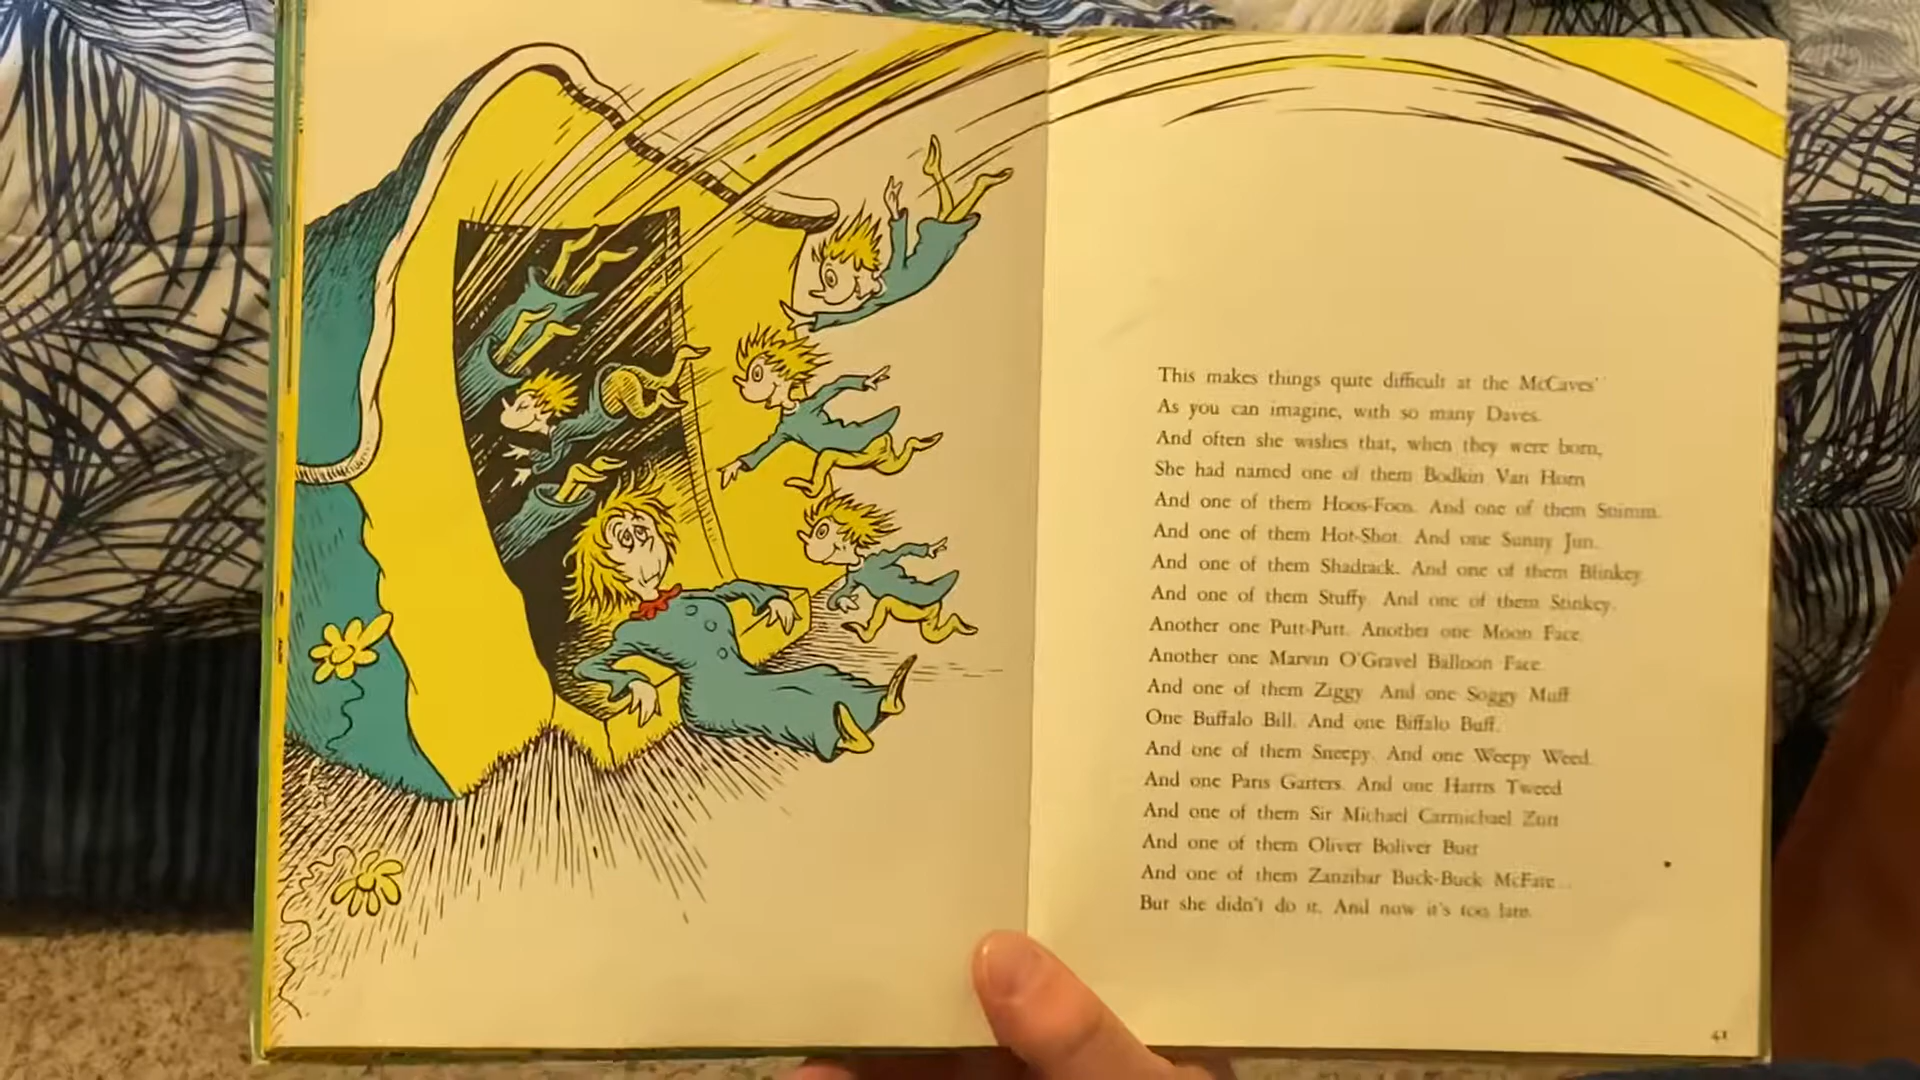 This makes things quite difficult at the McCaves'
As you can imagine, with so many Daves.
And often she wishes that, when they were born,
She had named one of them Bodkin Van Horn
And one of them Hoos-Foos. And one of them Snimm.
And one of them Hot-Shot. And one Sunny Jim.
And one of them Shadrack. And one of them Blinkey.
And one of them Stuffy. And one of them Stinkey.
Another one Putt-Putt. Another one Moon Face.
Another one Marvin O'Gravel Balloon Face.
And one of them Ziggy. And one Soggy Muff.
One Buffalo Bill. And one Biffalo Buff.
And one of them Sneepy. And one Weepy Weed.
And one Paris Garters. And one Harris Tweed.
And one of them Sir Michael Carmichael Zutt
And one of them Oliver Boliver Butt
And one of them Zanzibar Buck-Buck McFate ...
But she didn't do it. And now it's too late.
41